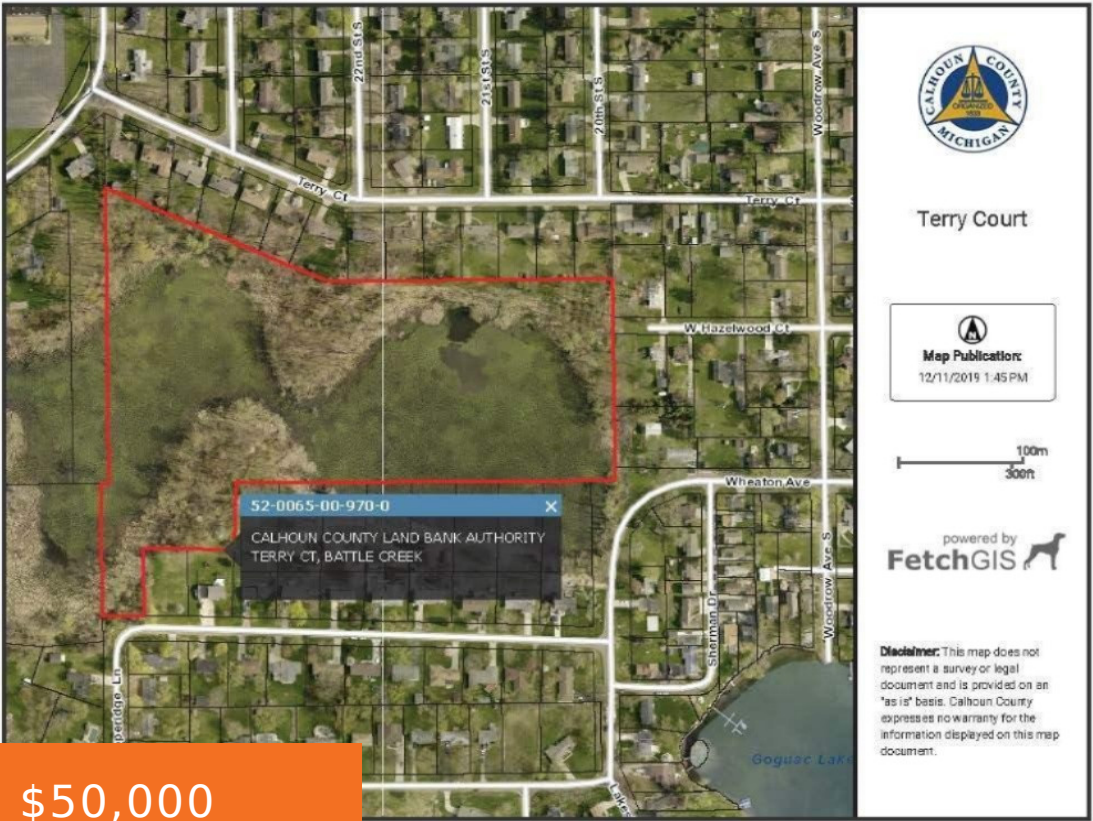 22nd St S
21st St S
20th St S
Woodrow Ave S
Terry Ct
Terry Ct
W Hazelwood Ct
Wheaton Ave
52-0065-00-970-0
CALHOUN COUNTY LAND BANK AUTHORITY
TERRY CT, BATTLE CREEK
Sherman Dr
Woodrow Ave S
peridge Ln
Goguac Lake
Lakes
$50,000
CALHOUN COUNTY
ORGANIZED
MICHIGAN
Terry Court
Map Publication:
12/11/2019 1:45 PM
100m
300ft
powered by
FetchGIS
Disclaimer: This map does not
represent a survey or legal
document and is provided on an
"as is" basis. Calhoun County
expresses no warranty for the
information displayed on this map
document.